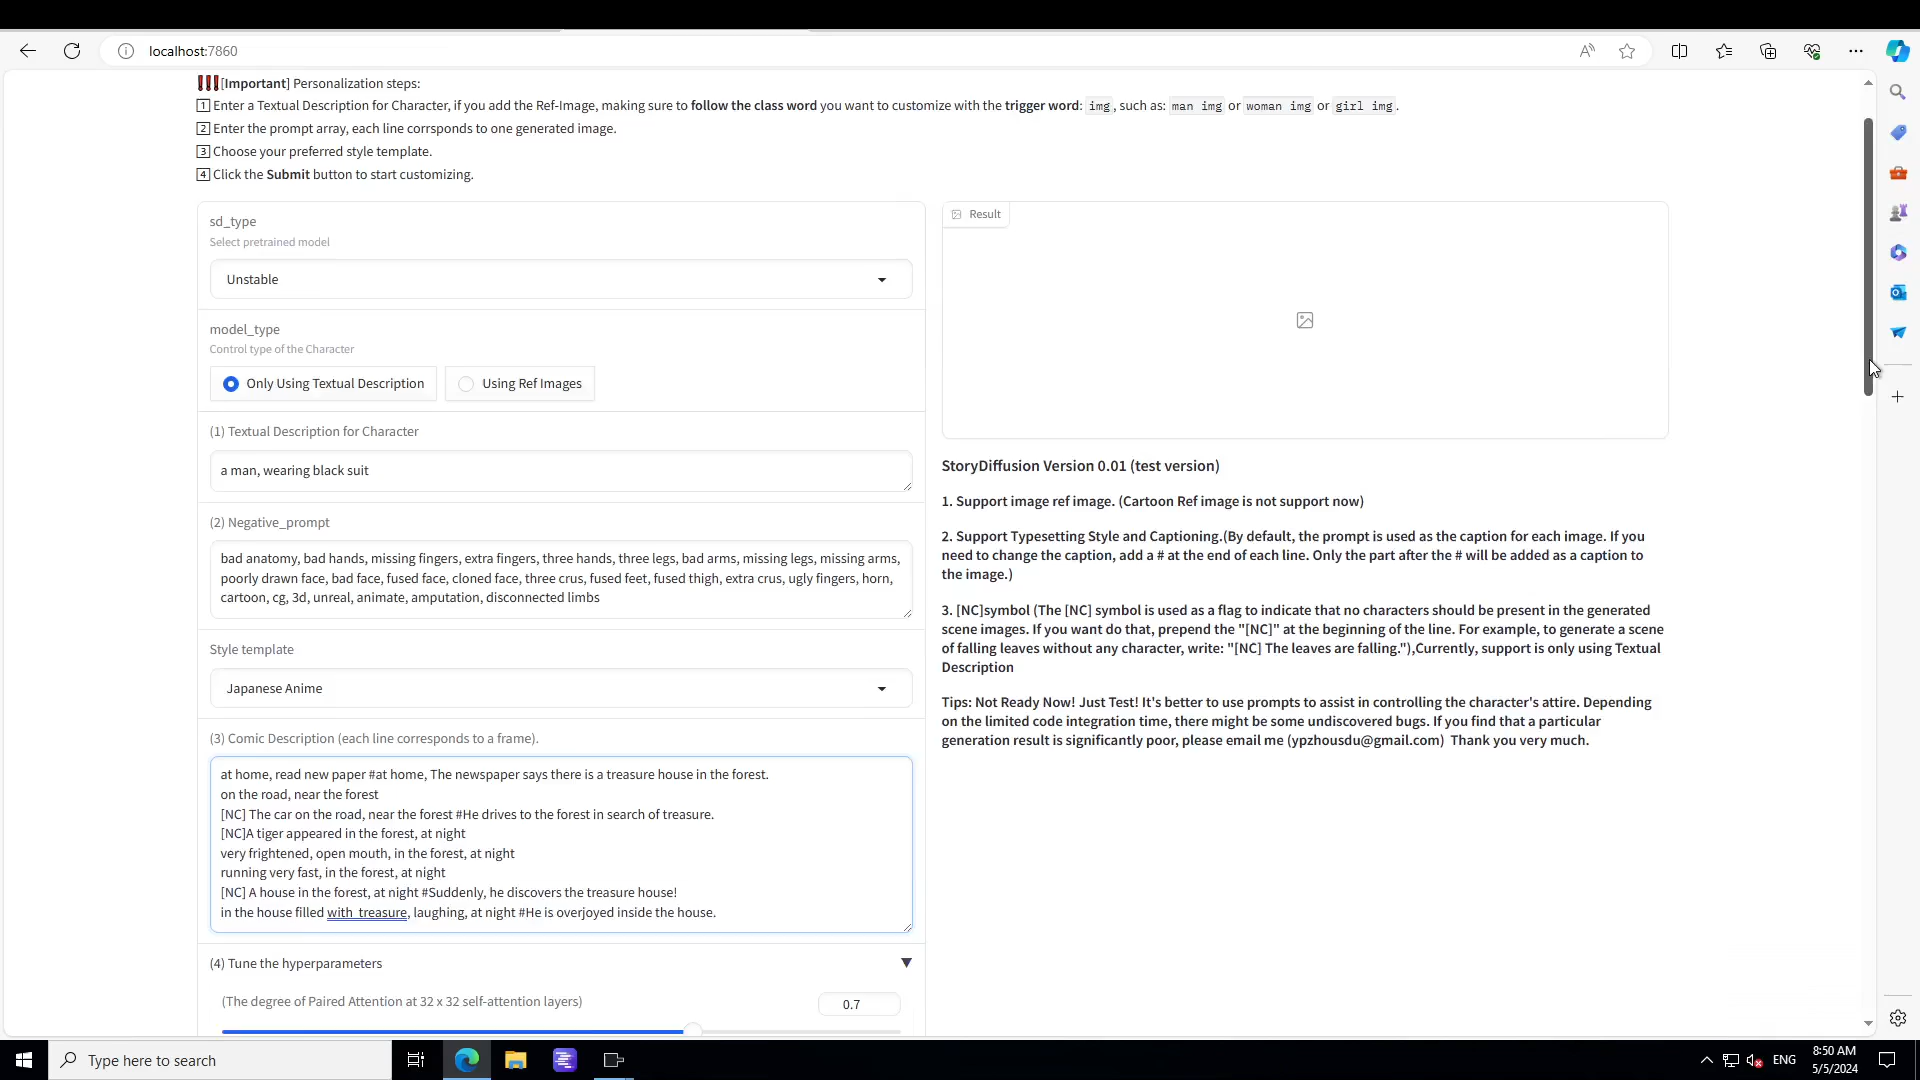 localhost:7860
[Important] Personalization steps:
1 Enter a Textual Description for Character, if you add the Ref-Image, making sure to follow the class word you want to customize with the trigger word: img, such as: man img or woman img or girl img.
2 Enter the prompt array, each line corrsponds to one generated image.
3 Choose your preferred style template.
4 Click the Submit button to start customizing.
sd_type
Select pretrained model
Unstable
model_type
Control type of the Character
Only Using Textual Description
Using Ref Images
(1) Textual Description for Character
a man, wearing black suit
(2) Negative_prompt
bad anatomy, bad hands, missing fingers, extra fingers, three hands, three legs, bad arms, missing legs, missing arms,
poorly drawn face, bad face, fused face, cloned face, three crus, fused feet, fused thigh, extra crus, ugly fingers, horn,
cartoon, cg, 3d, unreal, animate, amputation, disconnected limbs
Style template
Japanese Anime
(3) Comic Description (each line corresponds to a frame).
at home, read new paper #at home, The newspaper says there is a treasure house in the forest.
on the road, near the forest
[NC] The car on the road, near the forest #He drives to the forest in search of treasure.
[NC]A tiger appeared in the forest, at night
very frightened, open mouth, in the forest, at night
running very fast, in the forest, at night
[NC] A house in the forest, at night #Suddenly, he discovers the treasure house!
in the house filled with  treasure, laughing, at night #He is overjoyed inside the house.
(4) Tune the hyperparameters
(The degree of Paired Attention at 32 x 32 self-attention layers)
0.7
Result
StoryDiffusion Version 0.01 (test version)
1. Support image ref image. (Cartoon Ref image is not support now)
2. Support Typesetting Style and Captioning.(By default, the prompt is used as the caption for each image. If you
need to change the caption, add a # at the end of each line. Only the part after the # will be added as a caption to
the image.)
3. [NC]symbol (The [NC] symbol is used as a flag to indicate that no characters should be present in the generated
scene images. If you want do that, prepend the "[NC]" at the beginning of the line. For example, to generate a scene
of falling leaves without any character, write: "[NC] The leaves are falling."),Currently, support is only using Textual
Description
Tips: Not Ready Now! Just Test! It's better to use prompts to assist in controlling the character's attire. Depending
on the limited code integration time, there might be some undiscovered bugs. If you find that a particular
generation result is significantly poor, please email me (ypzhousdu@gmail.com)  Thank you very much.
Type here to search
ENG
8:50 AM
5/5/2024